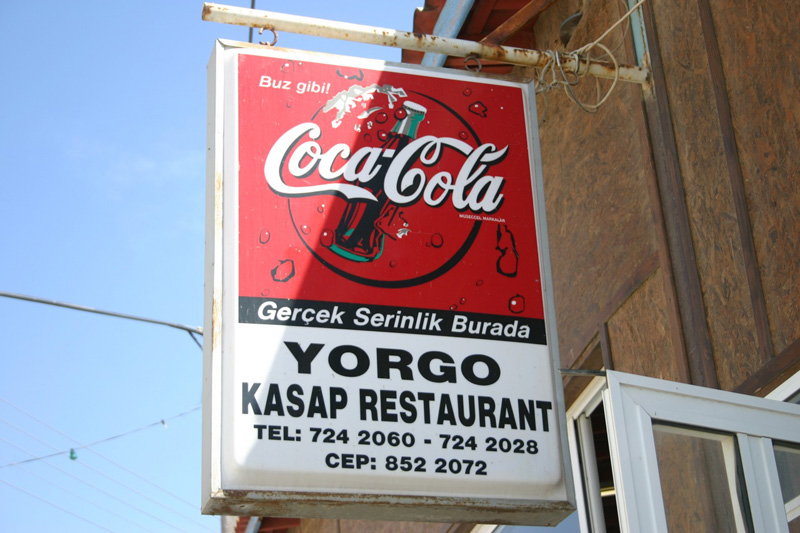 Buz gibi!
Coca-Cola
Gerçek Serinlik Burada
YORGO
KASAP RESTAURANT
TEL: 724 2060 - 724 2028
CEP: 852 2072